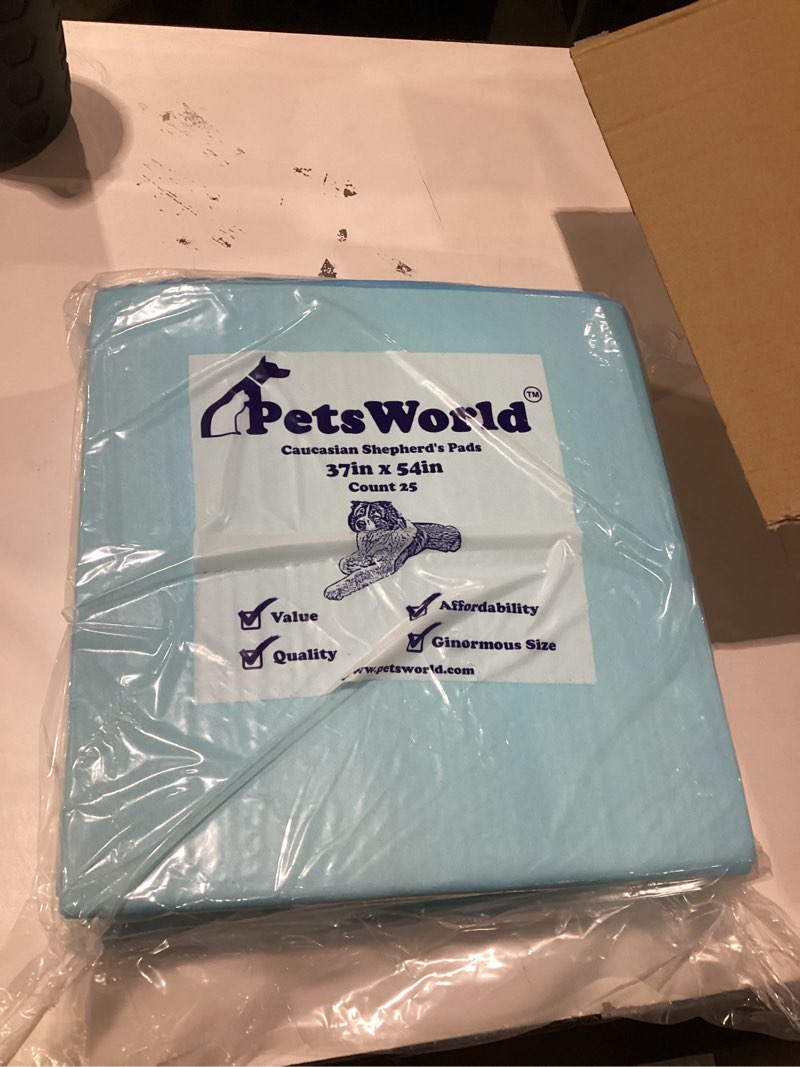 PetsWorld™
Caucasian Shepherd's Pads
37in x 54in
Count 25
Value
Affordability
Quality
Ginormous Size
www.petsworld.com